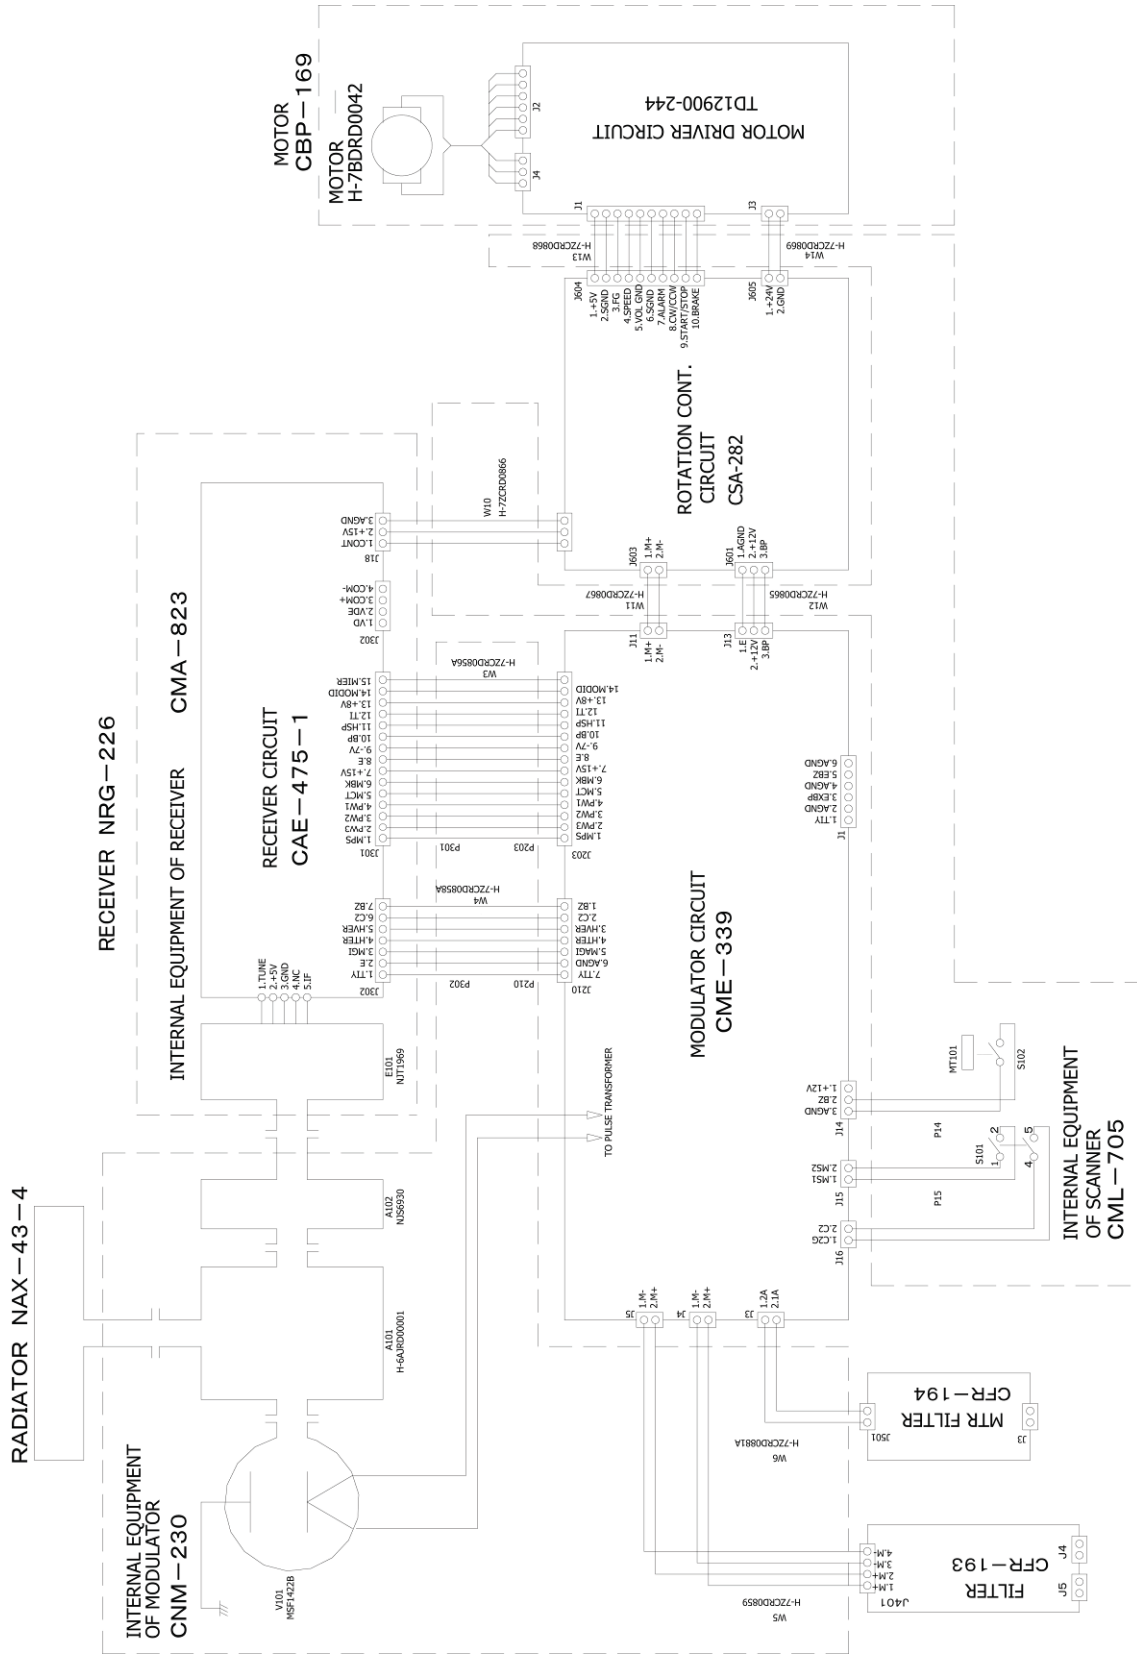 RADIATOR NAX-43-4
INTERNAL EQUIPMENT
OF MODULATOR
CNM-230
V101
MSF1422B
A101
H-6AJRD00001
A102
NJS6930
E101
NJT1969
TO PULSE TRANSFORMER
RECEIVER NRG-226
INTERNAL EQUIPMENT OF RECEIVER
CMA-823
RECEIVER CIRCUIT
CAE-475-1
1.TUNE
2.+5V
3.GND
4.NC
5.IF
J302
1.TIY
2.E
3.MGI
4.HTER
5.HVER
6.C2
7.BZ
P302
P210
W4
H-7ZCRD0858A
J210
7.TIY
6.AGND
5.MAGI
4.HTER
3.HVER
2.C2
1.BZ
J301
1.MPS
2.PW3
3.PW2
4.PW1
5.MCT
6.MBK
7.+15V
8.E
9.-7V
10.BP
11.HSP
12.TI
13.+8V
14.MODID
15.MIER
P301
P203
W3
H-7ZCRD0856A
J203
1.MPS
2.PW3
3.PW2
4.PW1
5.MCT
6.MBK
7.+15V
8.E
9.-7V
10.BP
11.HSP
12.TI
13.+8V
14.MODID
J302
1.VD
2.VDE
3.COM+
4.COM-
J18
1.CONT
2.+15V
3.AGND
W10
H-7ZCRD0866
MOTOR
CBP-169
MOTOR
H-7BDRD0042
J4
J2
MOTOR DRIVER CIRCUIT
TD12900-244
J1
J3
W13
H-7ZCRD0868
W14
H-7ZCRD0869
J604
1.+5V
2.SGND
3.FG
4.SPEED
5.VOL GND
6.SGND
7.ALARM
8.CW/CCW
9.START/STOP
10.BRAKE
J605
1.+24V
2.GND
ROTATION CONT.
CIRCUIT
CSA-282
J603
1.M+
2.M-
J601
1.AGND
2.+12V
3.BP
W11
H-7ZCRD0867
W12
H-7ZCRD0865
J11
1.M+
2.M-
J13
1.E
2.+12V
3.BP
MODULATOR CIRCUIT
CME-339
J1
1.TIY
2.AGND
3.EXBP
4.AGND
5.EBZ
6.AGND
J14
3.AGND
2.BZ
1.+12V
J15
1.MS1
2.MS2
J16
1.C2G
2.C2
P14
P15
MT101
S102
S101
1
2
4
5
INTERNAL EQUIPMENT
OF SCANNER
CML-705
J5
1.M-
2.M+
J4
1.M-
2.M+
J3
1.2A
2.1A
W6
H-7ZCRD0881A
J501
MTR FILTER
CFR-194
J3
W5
H-7ZCRD0859
J401
1.M+
2.M+
3.M-
4.M-
FILTER
CFR-193
J5
J4